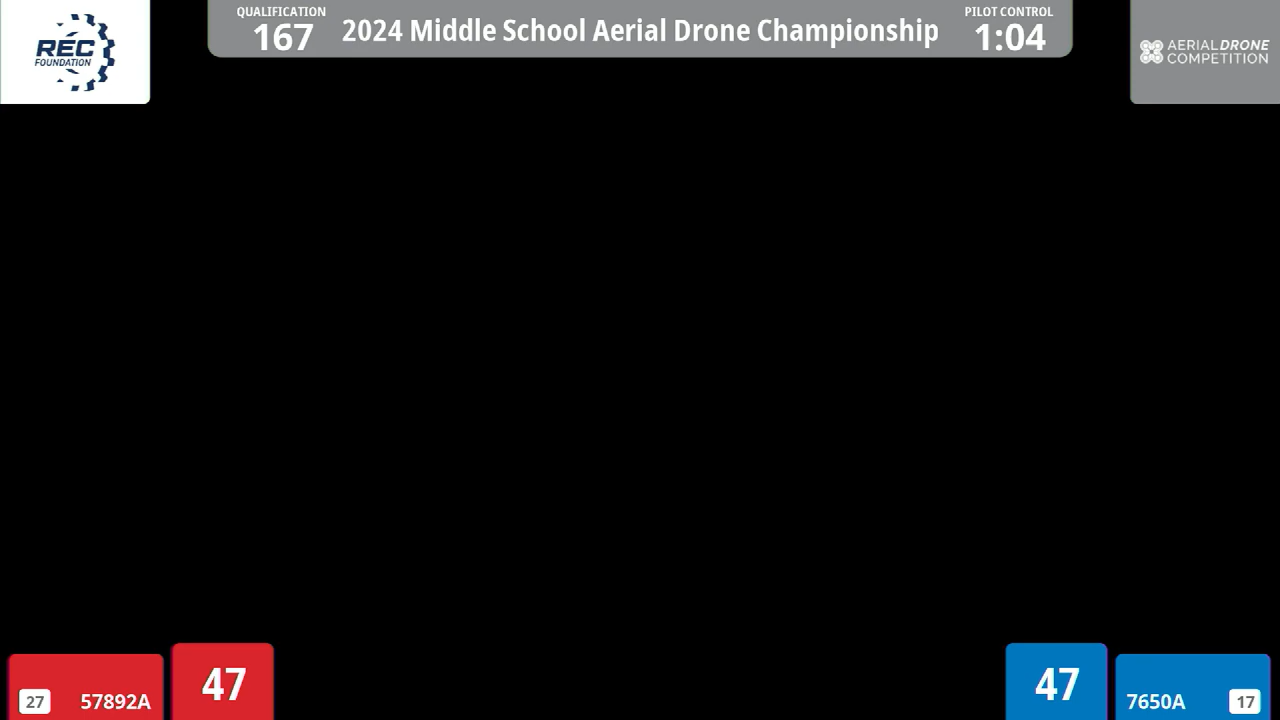 REC
FOUNDATION
QUALIFICATION
167
2024 Middle School Aerial Drone Championship
PILOT CONTROL
1:04
AERIALDRONE
COMPETITION
27
57892A
47
47
7650A
17